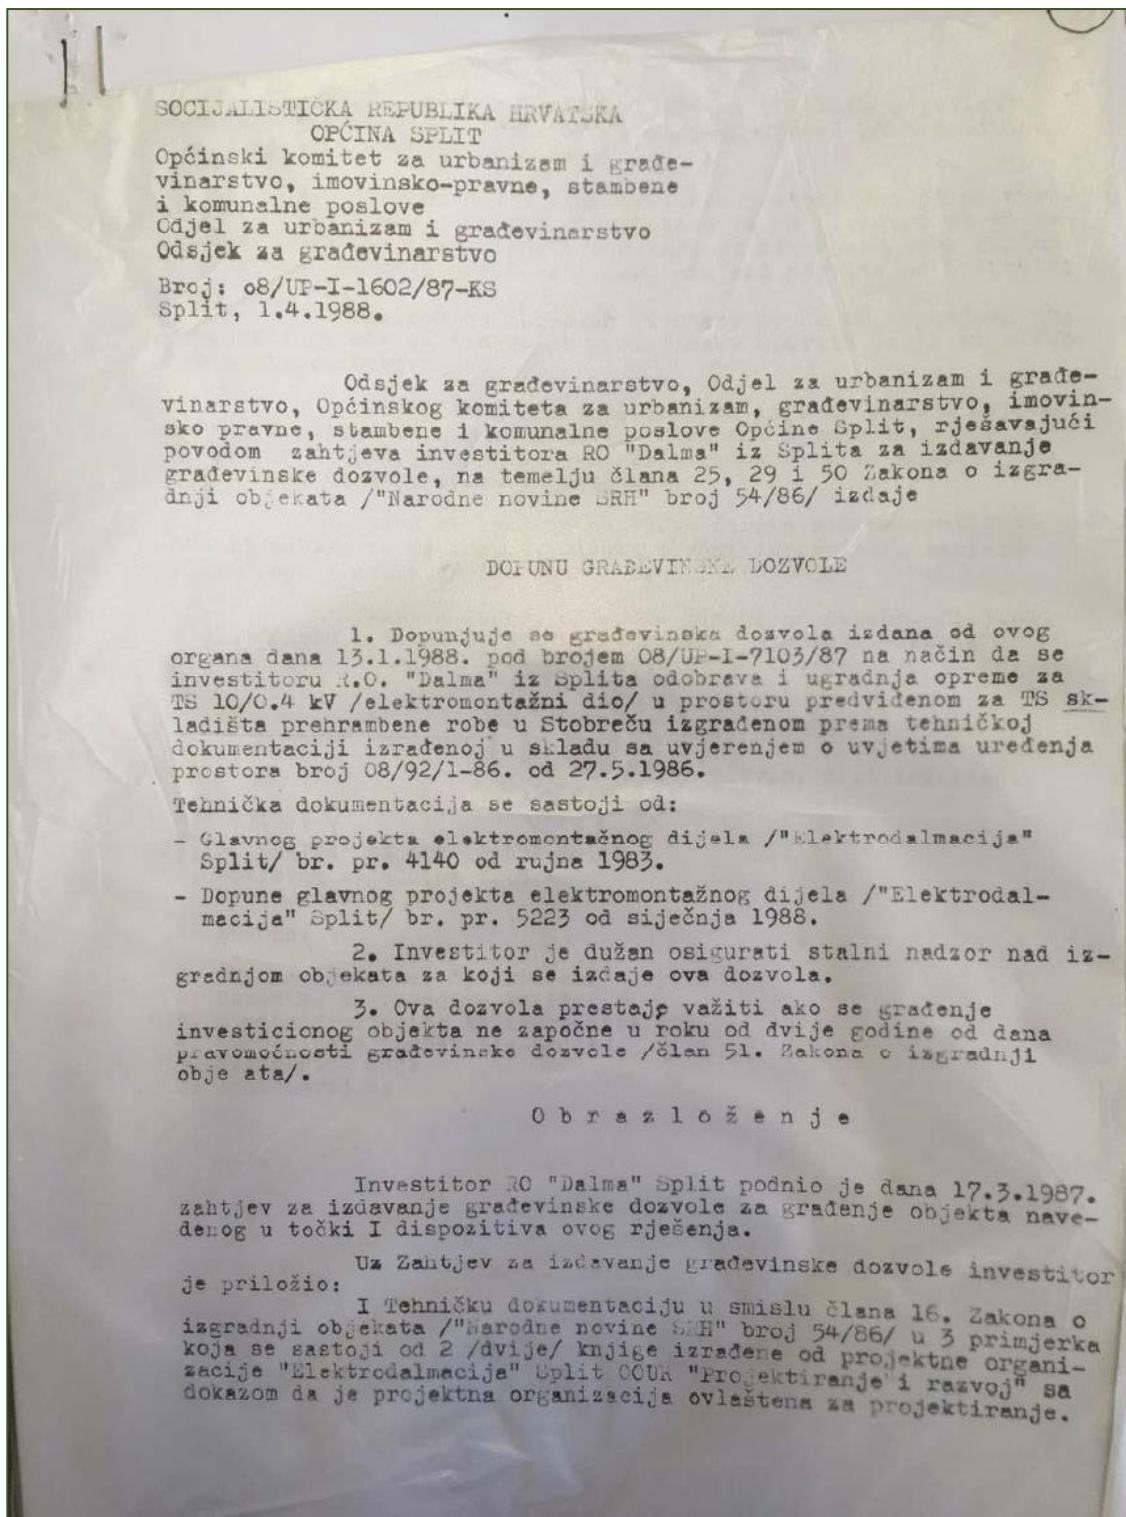 SOCIJALISTIČKA REPUBLIKA HRVATSKA
OPĆINA SPLIT
Općinski komitet za urbanizam i građe-
vinarstvo, imovinsko-pravne, stambene
i komunalne poslove
Odjel za urbanizam i građevinarstvo
Odsjek za građevinarstvo
Broj: o8/UP-I-1602/87-KS
Split, 1.4.1988.
Odsjek za građevinarstvo, Odjel za urbanizam i građe-
vinarstvo, Općinskog komiteta za urbanizam, građevinarstvo, imovin-
sko pravne, stambene i komunalne poslove Općine Split, rješavajući
povodom zahtjeva investitora RO "Dalma" iz Splita za izdavanje
građevinske dozvole, na temelju člana 25, 29 i 50 Zakona o izgra-
dnji objekata /"Narodne novine SRH" broj 54/86/ izdaje
DOPUNU GRAĐEVINSKE DOZVOLE
1. Dopunjuje se građevinska dozvola izdana od ovog
organa dana 13.1.1988. pod brojem 08/UP-I-7103/87 na način da se
investitoru R.O. "Dalma" iz Splita odobrava i ugradnja opreme za
TS 10/0.4 kV /elektromontažni dio/ u prostoru predviđenom za TS sk-
ladišta prehrambene robe u Stobreču izgrađenom prema tehničkoj
dokumentaciji izrađenoj u skladu sa uvjerenjem o uvjetima uređenja
prostora broj 08/92/1-86. od 27.5.1986.
Tehnička dokumentacija se sastoji od:
- Glavnog projekta elektromontačnog dijela /"Elektrodalmacija"
Split/ br. pr. 4140 od rujna 1983.
- Dopune glavnog projekta elektromontažnog dijela /"Elektrodal-
macija" Split/ br. pr. 5223 od siječnja 1988.
2. Investitor je dužan osigurati stalni nadzor nad iz-
gradnjom objekata za koji se izdaje ova dozvola.
3. Ova dozvola prestaje važiti ako se građenje
investicionog objekta ne započne u roku od dvije godine od dana
pravomoćnosti građevinske dozvole /član 51. Zakona o izgradnji
obje ata/.
O b r a z l o ž e n j e
Investitor RO "Dalma" Split podnio je dana 17.3.1987.
zahtjev za izdavanje građevinske dozvole za građenje objekta nave-
denog u točki I dispozitiva ovog rješenja.
Uz Zahtjev za izdavanje građevinske dozvole investitor
je priložio:
I Tehničku dokumentaciju u smislu člana 16. Zakona o
izgradnji objekata /"Narodne novine SRH" broj 54/86/ u 3 primjerka
koja se sastoji od 2 /dvije/ knjige izrađene od projektne organi-
zacije "Elektrodalmacija" Split OOUR "Projektiranje i razvoj" sa
dokazom da je projektna organizacija ovlaštena za projektiranje.